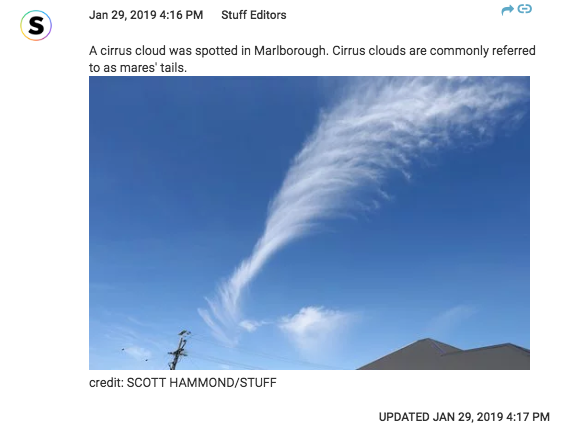 S
Jan 29, 2019 4:16 PM Stuff Editors
A cirrus cloud was spotted in Marlborough. Cirrus clouds are commonly referred
to as mares' tails.
credit: SCOTT HAMMOND/STUFF
UPDATED JAN 29, 2019 4:17 PM